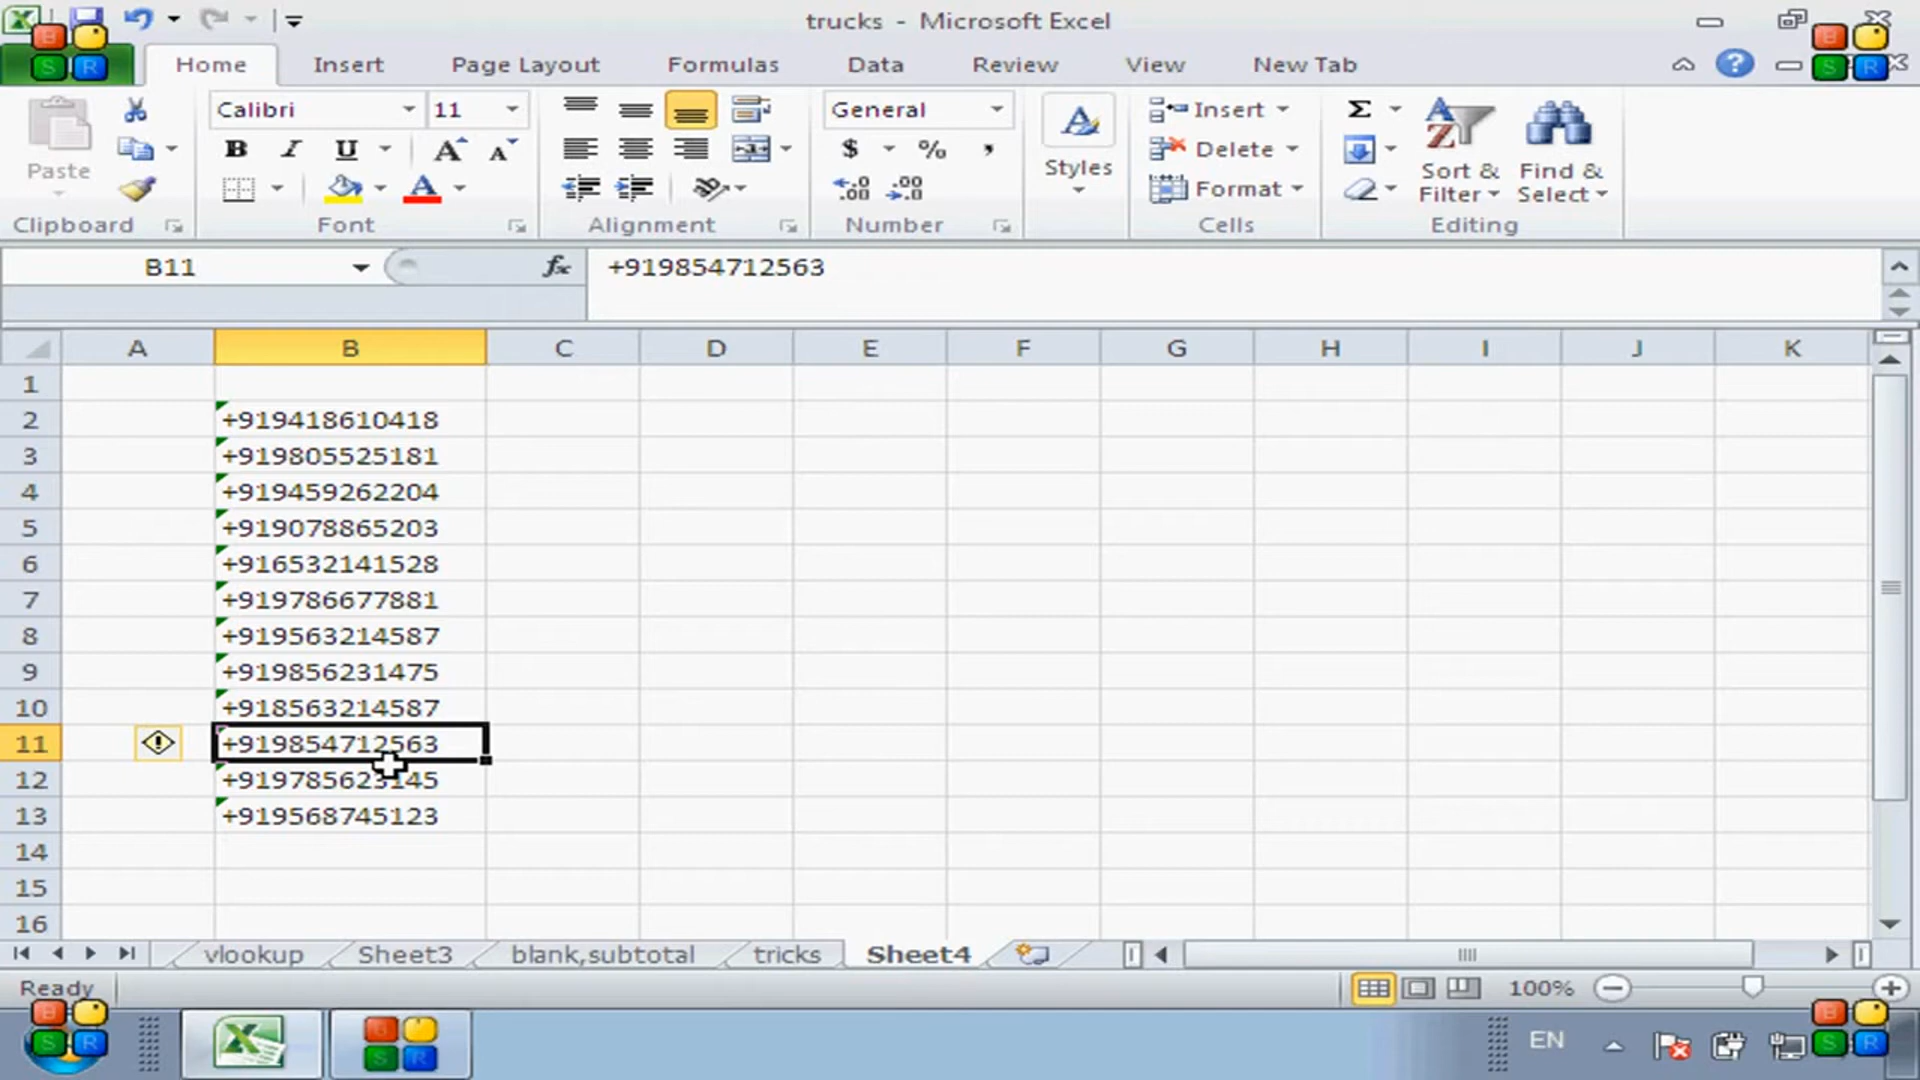 trucks - Microsoft Excel
Home Insert Page Layout Formulas Data Review View New Tab
Calibri 11 General Insert Σ
Paste B I U A A $ % , Styles Delete Sort & Filter Find & Select
A Format
Clipboard Font Alignment Number Cells Editing
B11 fx +919854712563
A B C D E F G H I J K
1
2 +919418610418
3 +919805525181
4 +919459262204
5 +919078865203
6 +916532141528
7 +919786677881
8 +919563214587
9 +919856231475
10 +918563214587
11 +919854712563
12 +919785623145
13 +919568745123
14
15
16
vlookup Sheet3 blank,subtotal tricks Sheet4
Ready 100%
EN
B S R